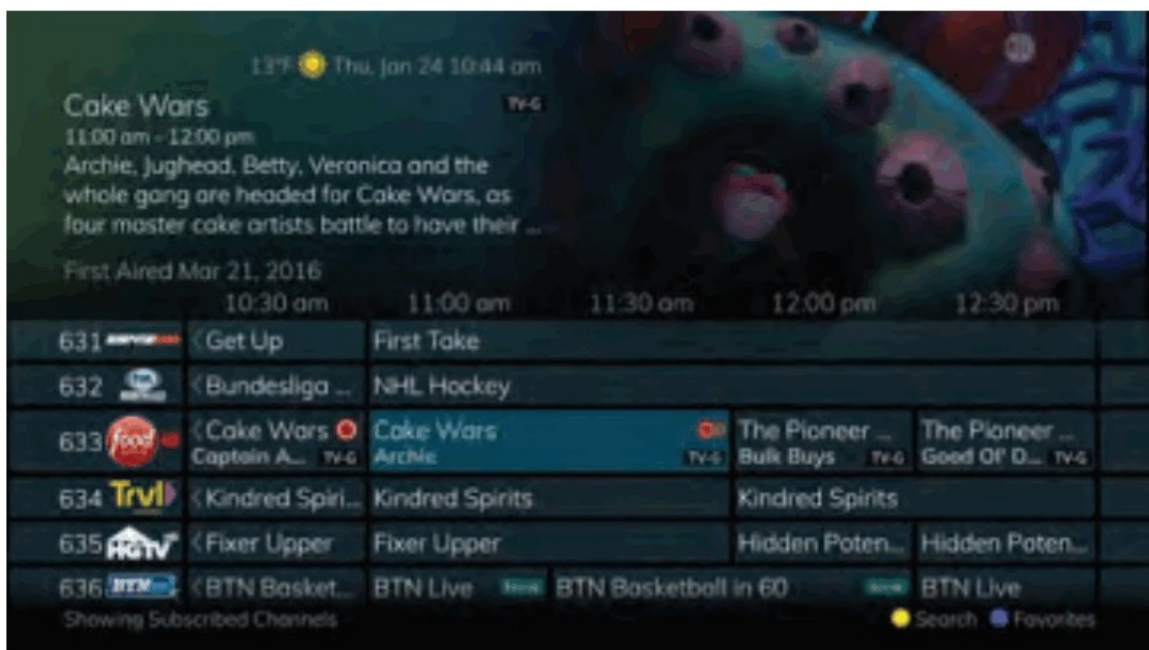 13°F Thu, Jan 24 10:44 am
Cake Wars TV-G
11:00 am - 12:00 pm
Archie, Jughead, Betty, Veronica and the
whole gang are headed for Cake Wars, as
four master cake artists battle to have their ...
First Aired Mar 21, 2016
10:30 am 11:00 am 11:30 am 12:00 pm 12:30 pm
631 Get Up First Take
632 Bundesliga ... NHL Hockey
633 food Cake Wars Cake Wars The Pioneer ... The Pioneer ...
Captain A... TV-G Archie TV-G Bulk Buys TV-G Good Ol' D... TV-G
634 Trvl Kindred Spiri... Kindred Spirits Kindred Spirits
635 HGTV Fixer Upper Fixer Upper Hidden Poten... Hidden Poten...
636 BTN BTN Basket... BTN Live BTN Basketball in 60 BTN Live
Showing Subscribed Channels Search Favorites